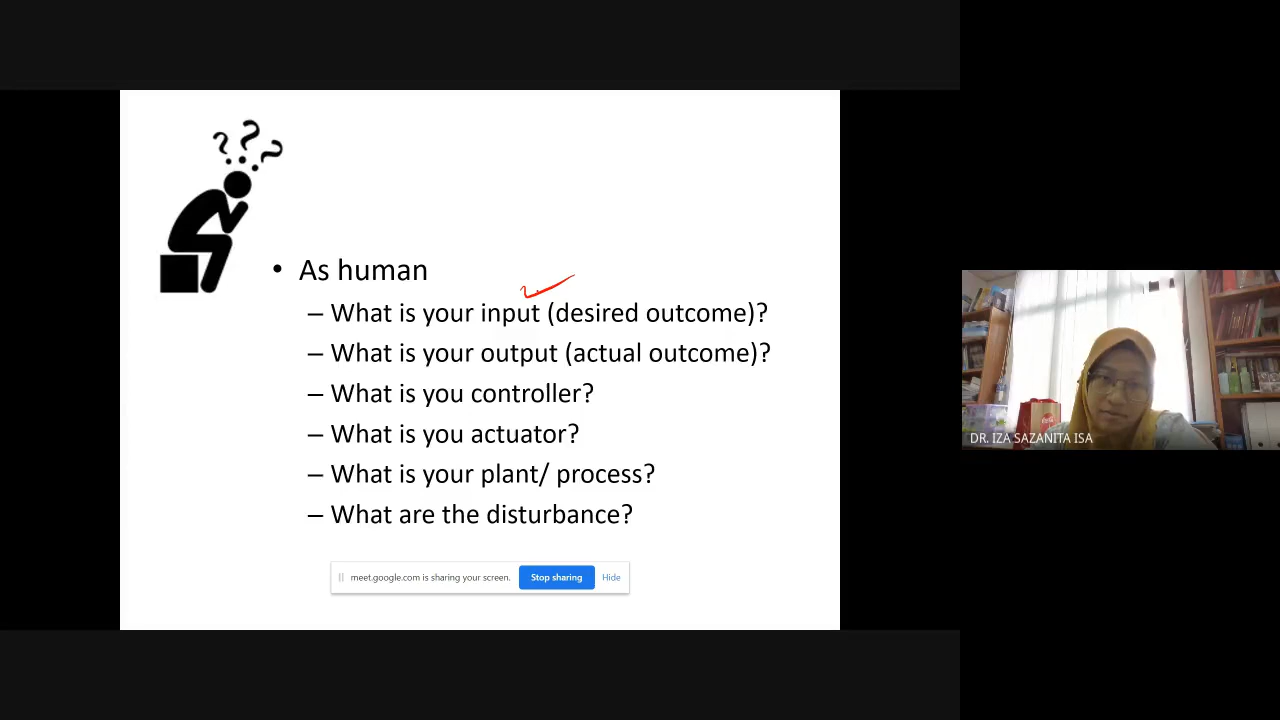 ? ? ?
• As human
– What is your input (desired outcome)?
– What is your output (actual outcome)?
– What is you controller?
– What is you actuator?
– What is your plant/ process?
– What are the disturbance?
meet.google.com is sharing your screen. Stop sharing Hide
DR. IZA SAZANITA ISA